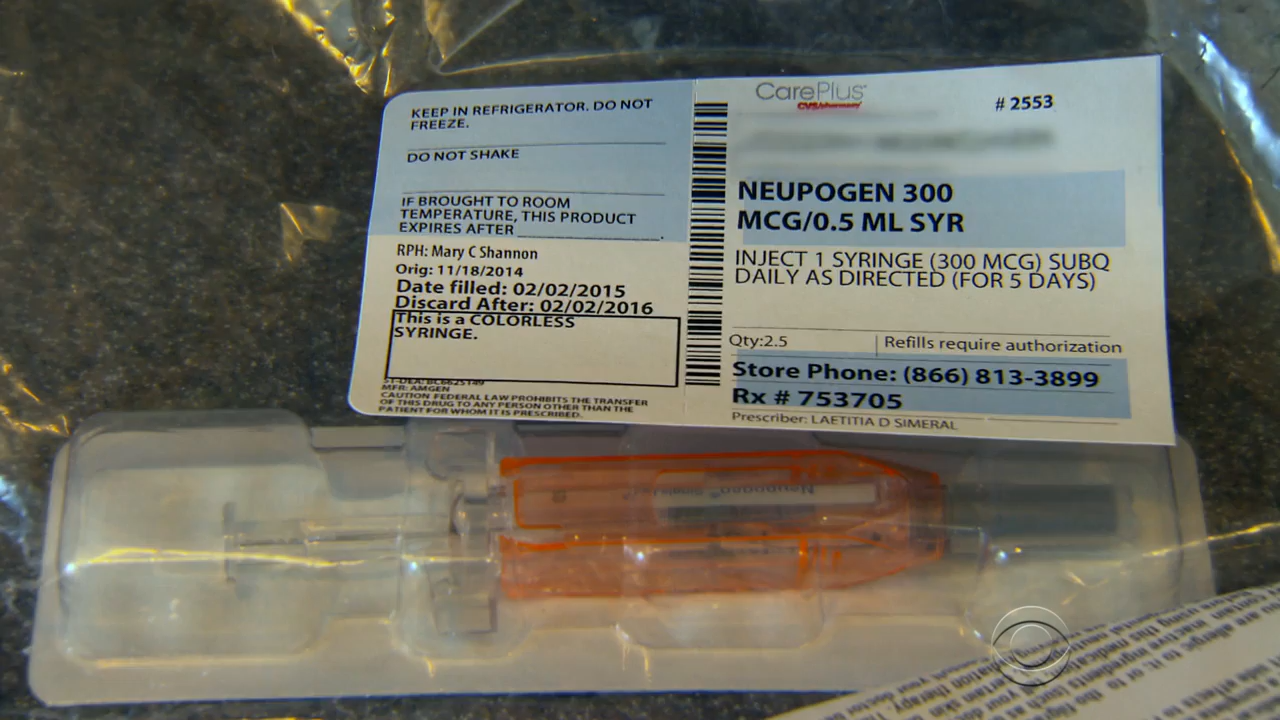 KEEP IN REFRIGERATOR. DO NOT
FREEZE.
DO NOT SHAKE
IF BROUGHT TO ROOM
TEMPERATURE, THIS PRODUCT
EXPIRES AFTER
RPH: Mary C Shannon
Orig: 11/18/2014
Date filled: 02/02/2015
Discard After: 02/02/2016
This is a COLORLESS
SYRINGE.
MFR: AMGEN
CAUTION FEDERAL LAW PROHIBITS THE TRANSFER
OF THIS DRUG TO ANY PERSON OTHER THAN THE
PATIENT FOR WHOM IT IS PRESCRIBED.
CarePlus
CVS/pharmacy
# 2553
NEUPOGEN 300
MCG/0.5 ML SYR
INJECT 1 SYRINGE (300 MCG) SUBQ
DAILY AS DIRECTED (FOR 5 DAYS)
Qty:2.5
Refills require authorization
Store Phone: (866) 813-3899
Rx # 753705
Prescriber: LAETITIA D SIMERAL
Neupogen®